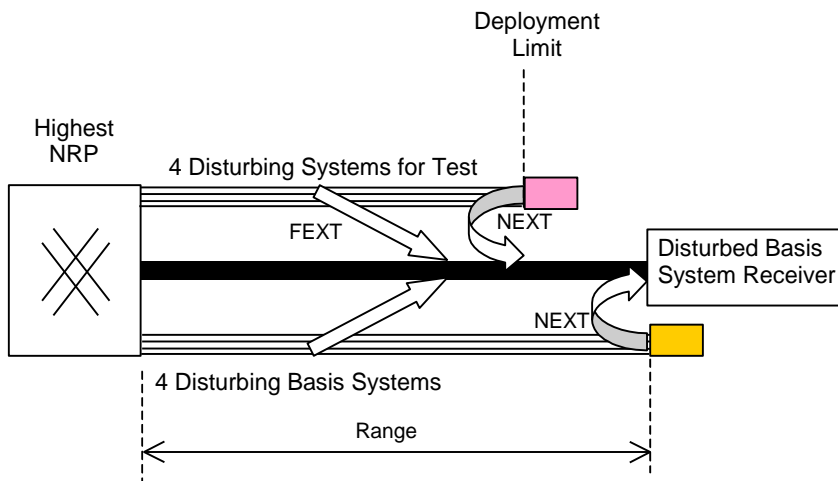 Deployment
Limit
Highest
NRP
4 Disturbing Systems for Test
FEXT
NEXT
Disturbed Basis
System Receiver
NEXT
4 Disturbing Basis Systems
Range